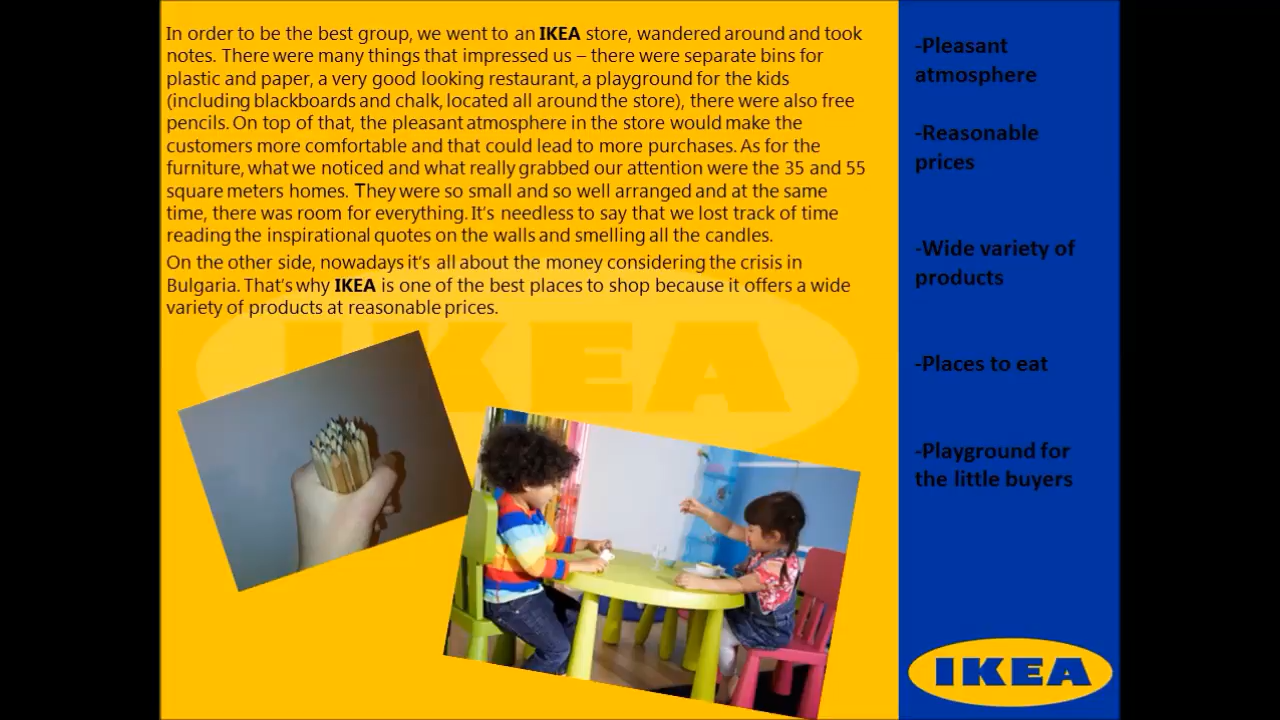 In order to be the best group, we went to an IKEA store, wandered around and took
notes. There were many things that impressed us – there were separate bins for
plastic and paper, a very good looking restaurant, a playground for the kids
(including blackboards and chalk, located all around the store), there were also free
pencils. On top of that, the pleasant atmosphere in the store would make the
customers more comfortable and that could lead to more purchases. As for the
furniture, what we noticed and what really grabbed our attention were the 35 and 55
square meters homes. They were so small and so well arranged and at the same
time, there was room for everything. It's needless to say that we lost track of time
reading the inspirational quotes on the walls and smelling all the candles.
On the other side, nowadays it's all about the money considering the crisis in
Bulgaria. That's why IKEA is one of the best places to shop because it offers a wide
variety of products at reasonable prices.
IKEA
-Pleasant
atmosphere
-Reasonable
prices
-Wide variety of
products
-Places to eat
-Playground for
the little buyers
IKEA